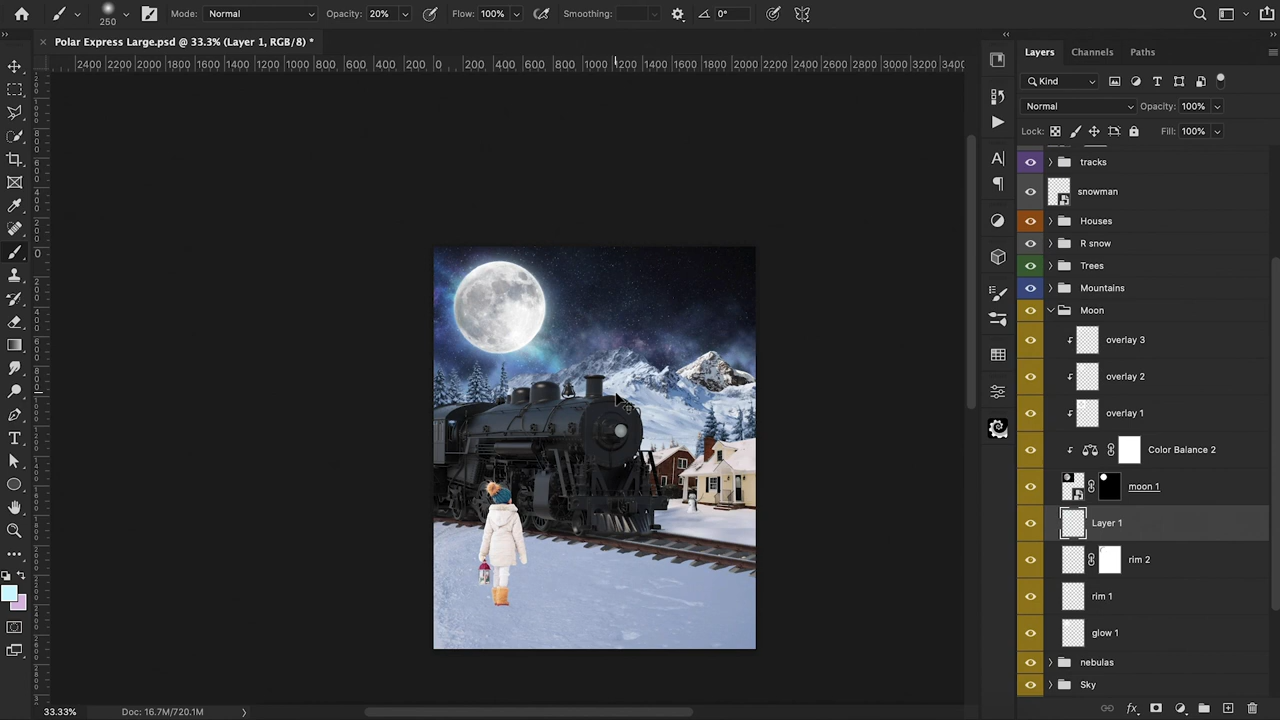 250 Mode: Normal Opacity: 20% Flow: 100% Smoothing: 0°
Polar Express Large.psd @ 33.3% (Layer 1, RGB/8) *
2400 2200 2000 1800 1600 1400 1200 1000 800 600 400 200 0 200 400 600 800 1000 1200 1400 1600 1800 2000 2200 2400 2600 2800 3000 3200 3400
Layers Channels Paths
Kind
Normal Opacity: 100%
Lock: Fill: 100%
tracks
snowman
Houses
R snow
Trees
Mountains
Moon
overlay 3
overlay 2
overlay 1
Color Balance 2
moon 1
Layer 1
rim 2
rim 1
glow 1
nebulas
Sky
33.33% Doc: 16.7M/720.1M